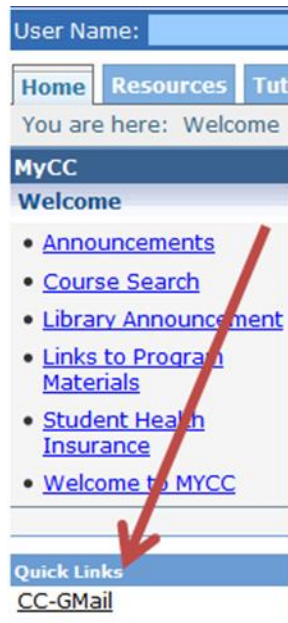 User Name:
Home Resources Tut
You are here: Welcome
MyCC
Welcome
Announcements
Course Search
Library Announcement
Links to Program
Materials
Student Health
Insurance
Welcome to MYCC
Quick Links
CC-GMail